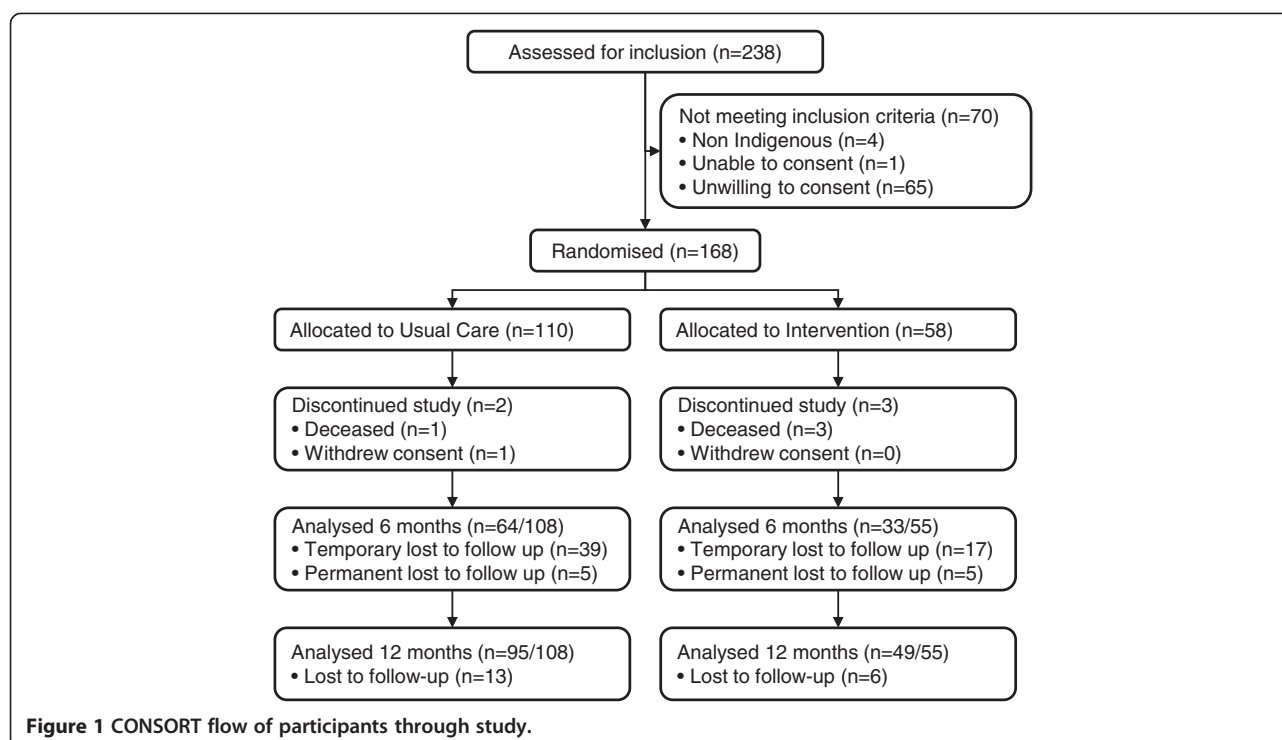 Assessed for inclusion (n=238)
Not meeting inclusion criteria (n=70)
• Non Indigenous (n=4)
• Unable to consent (n=1)
• Unwilling to consent (n=65)
Randomised (n=168)
Allocated to Usual Care (n=110)
Allocated to Intervention (n=58)
Discontinued study (n=2)
• Deceased (n=1)
• Withdrew consent (n=1)
Discontinued study (n=3)
• Deceased (n=3)
• Withdrew consent (n=0)
Analysed 6 months (n=64/108)
• Temporary lost to follow up (n=39)
• Permanent lost to follow up (n=5)
Analysed 6 months (n=33/55)
• Temporary lost to follow up (n=17)
• Permanent lost to follow up (n=5)
Analysed 12 months (n=95/108)
• Lost to follow-up (n=13)
Analysed 12 months (n=49/55)
• Lost to follow-up (n=6)
Figure 1 CONSORT flow of participants through study.